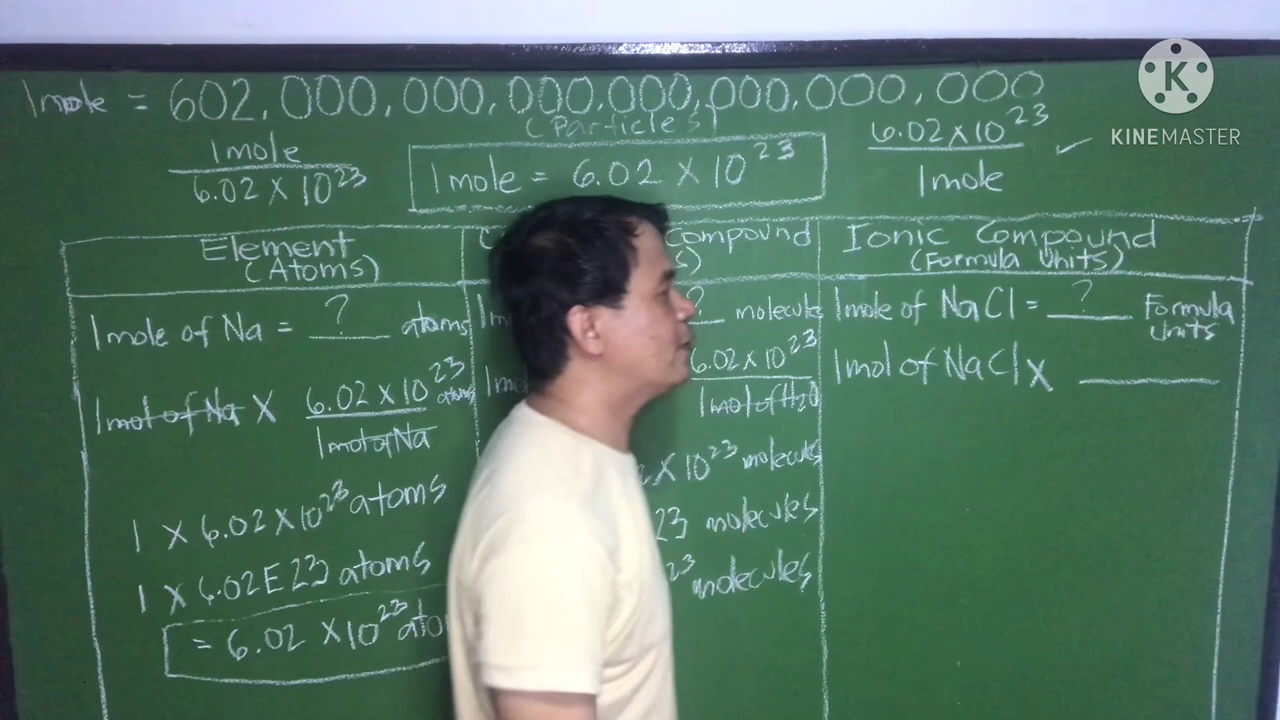 1mole = 602,000,000,000,000,000,000,000
(Particles)
1mole
6.02 X 10 23
1mole = 6.02 X 10 23
6.02 X 10 23
1mole
KINEMASTER
Element
(Atoms)
1mole of Na = ? atoms
1mol of Na X 6.02 X 10 23 atoms
1mol of Na
1 X 6.02 X 10 23 atoms
1 X 6.02E23 atoms
= 6.02 X 10 23
Compound
? molecule
6.02 X 10 23
1mol of H2O
X 10 23 molecules
23 molecules
23 molecules
Ionic Compound
(Formula Units)
1mole of NaCl = ? Formula
Units
1mol of NaCl X